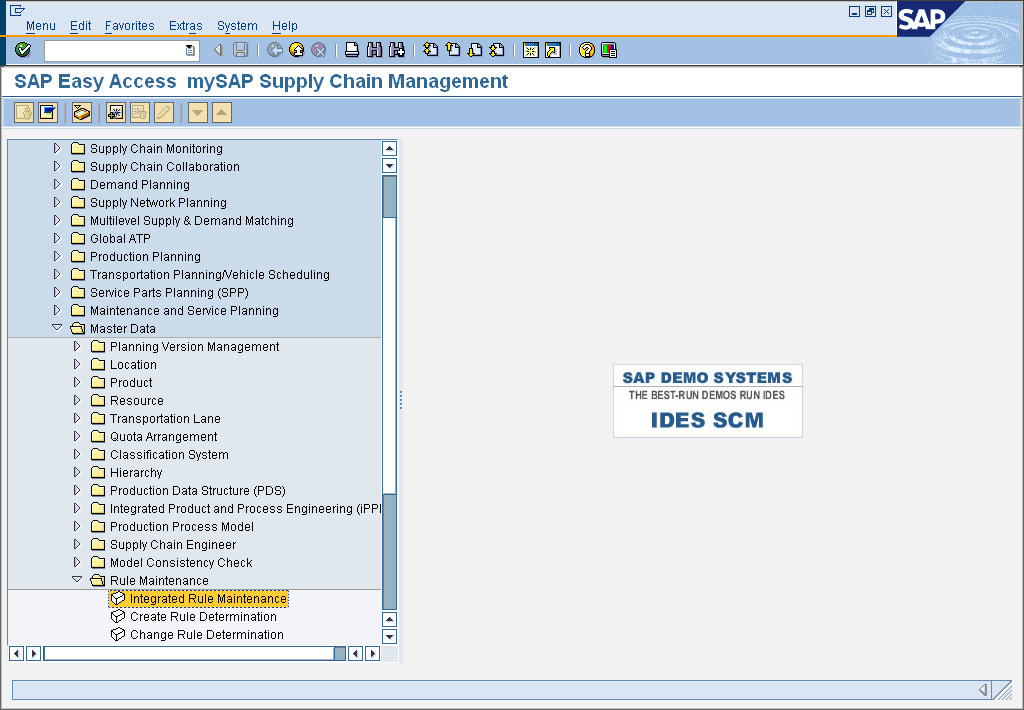 Menu Edit Favorites Extras System Help
SAP
SAP Easy Access mySAP Supply Chain Management
Supply Chain Monitoring
Supply Chain Collaboration
Demand Planning
Supply Network Planning
Multilevel Supply & Demand Matching
Global ATP
Production Planning
Transportation Planning/Vehicle Scheduling
Service Parts Planning (SPP)
Maintenance and Service Planning
Master Data
Planning Version Management
Location
Product
Resource
Transportation Lane
Quota Arrangement
Classification System
Hierarchy
Production Data Structure (PDS)
Integrated Product and Process Engineering (iPPI
Production Process Model
Supply Chain Engineer
Model Consistency Check
Rule Maintenance
Integrated Rule Maintenance
Create Rule Determination
Change Rule Determination
SAP DEMO SYSTEMS
THE BEST-RUN DEMOS RUN IDES
IDES SCM